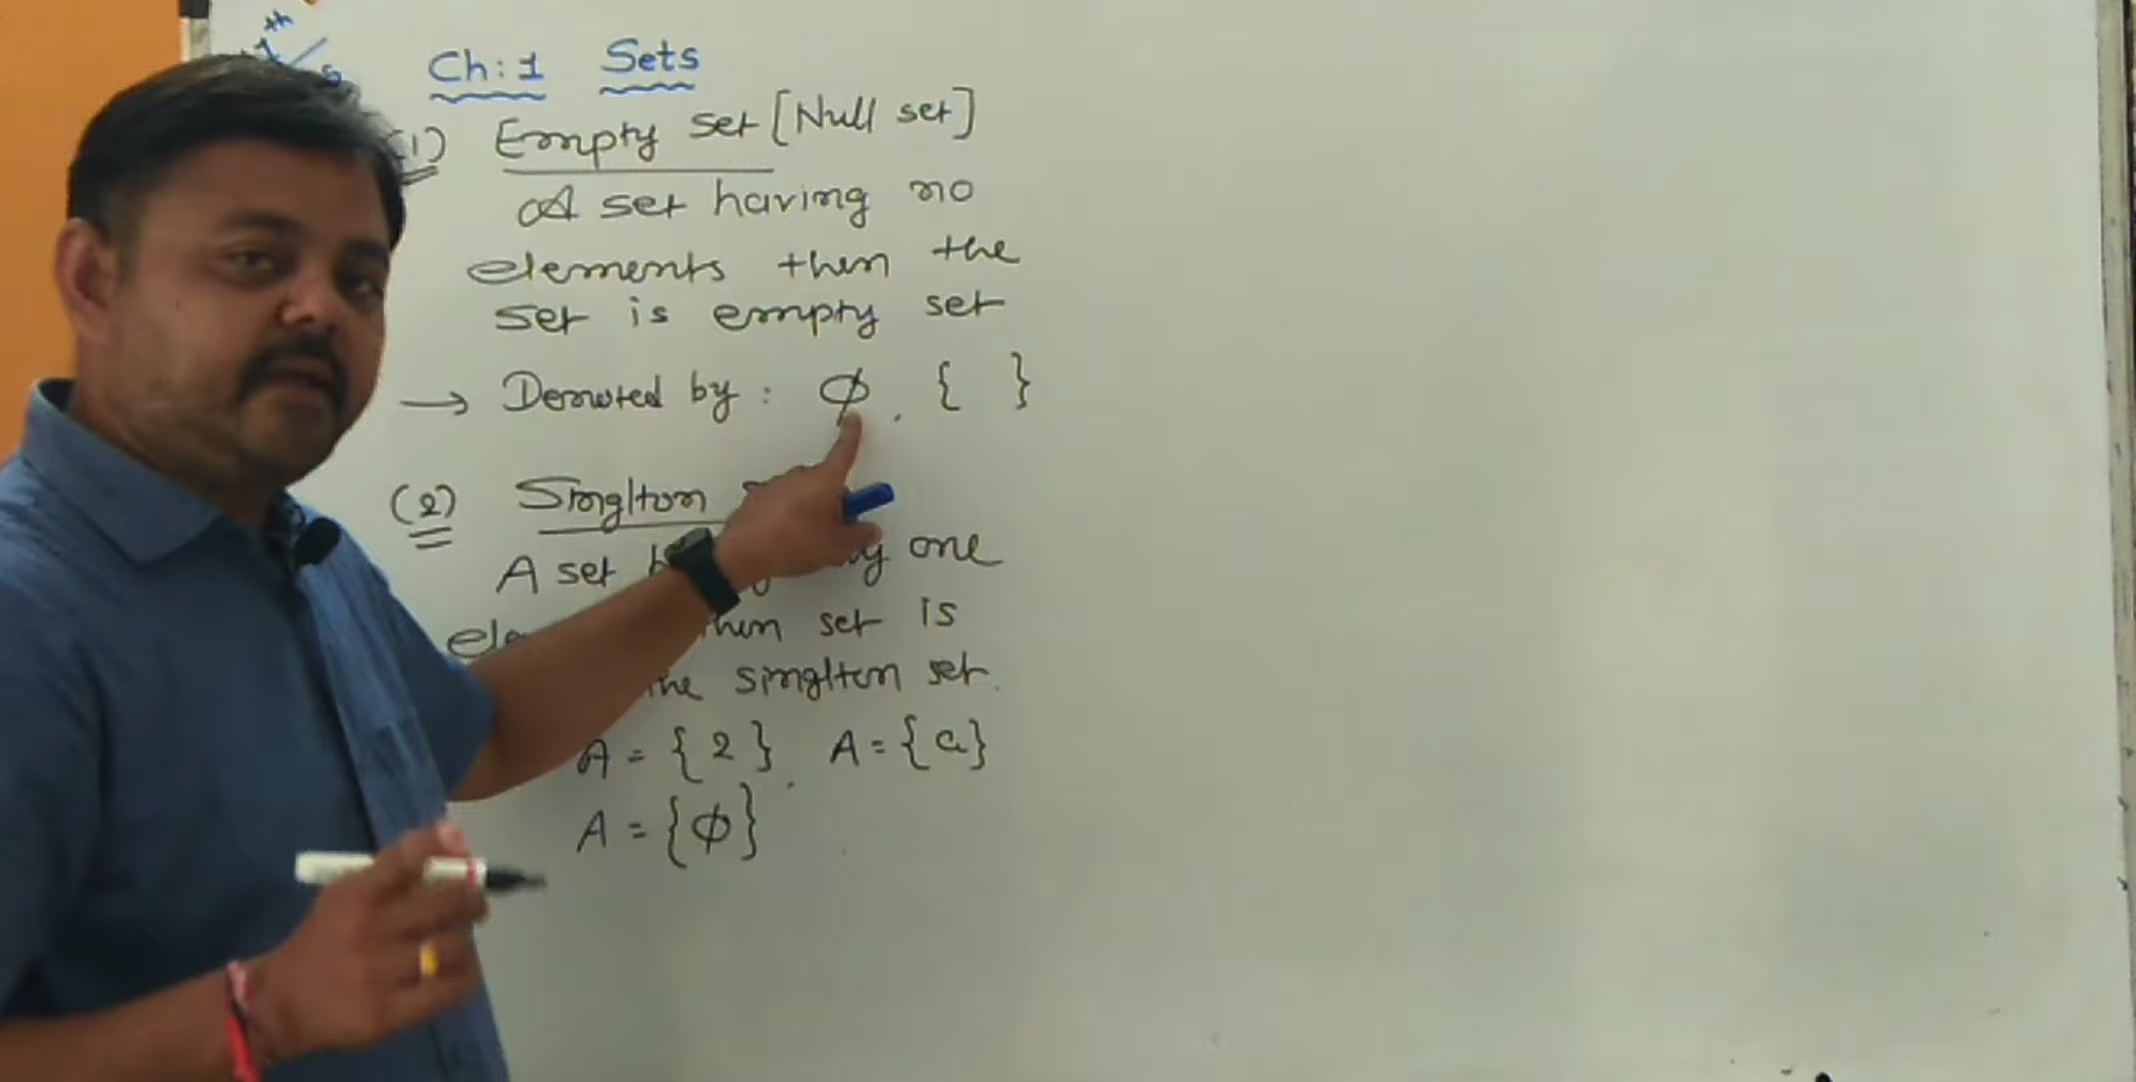 th
Ch:1 Sets
(1) Empty set [Null set]
A set having no
elements then the
set is empty set
→ Denoted by : ϕ , { }
(2) Singlton
A set one
then set is
the singlton set.
A = {2}, A = {a}
A = {ϕ}